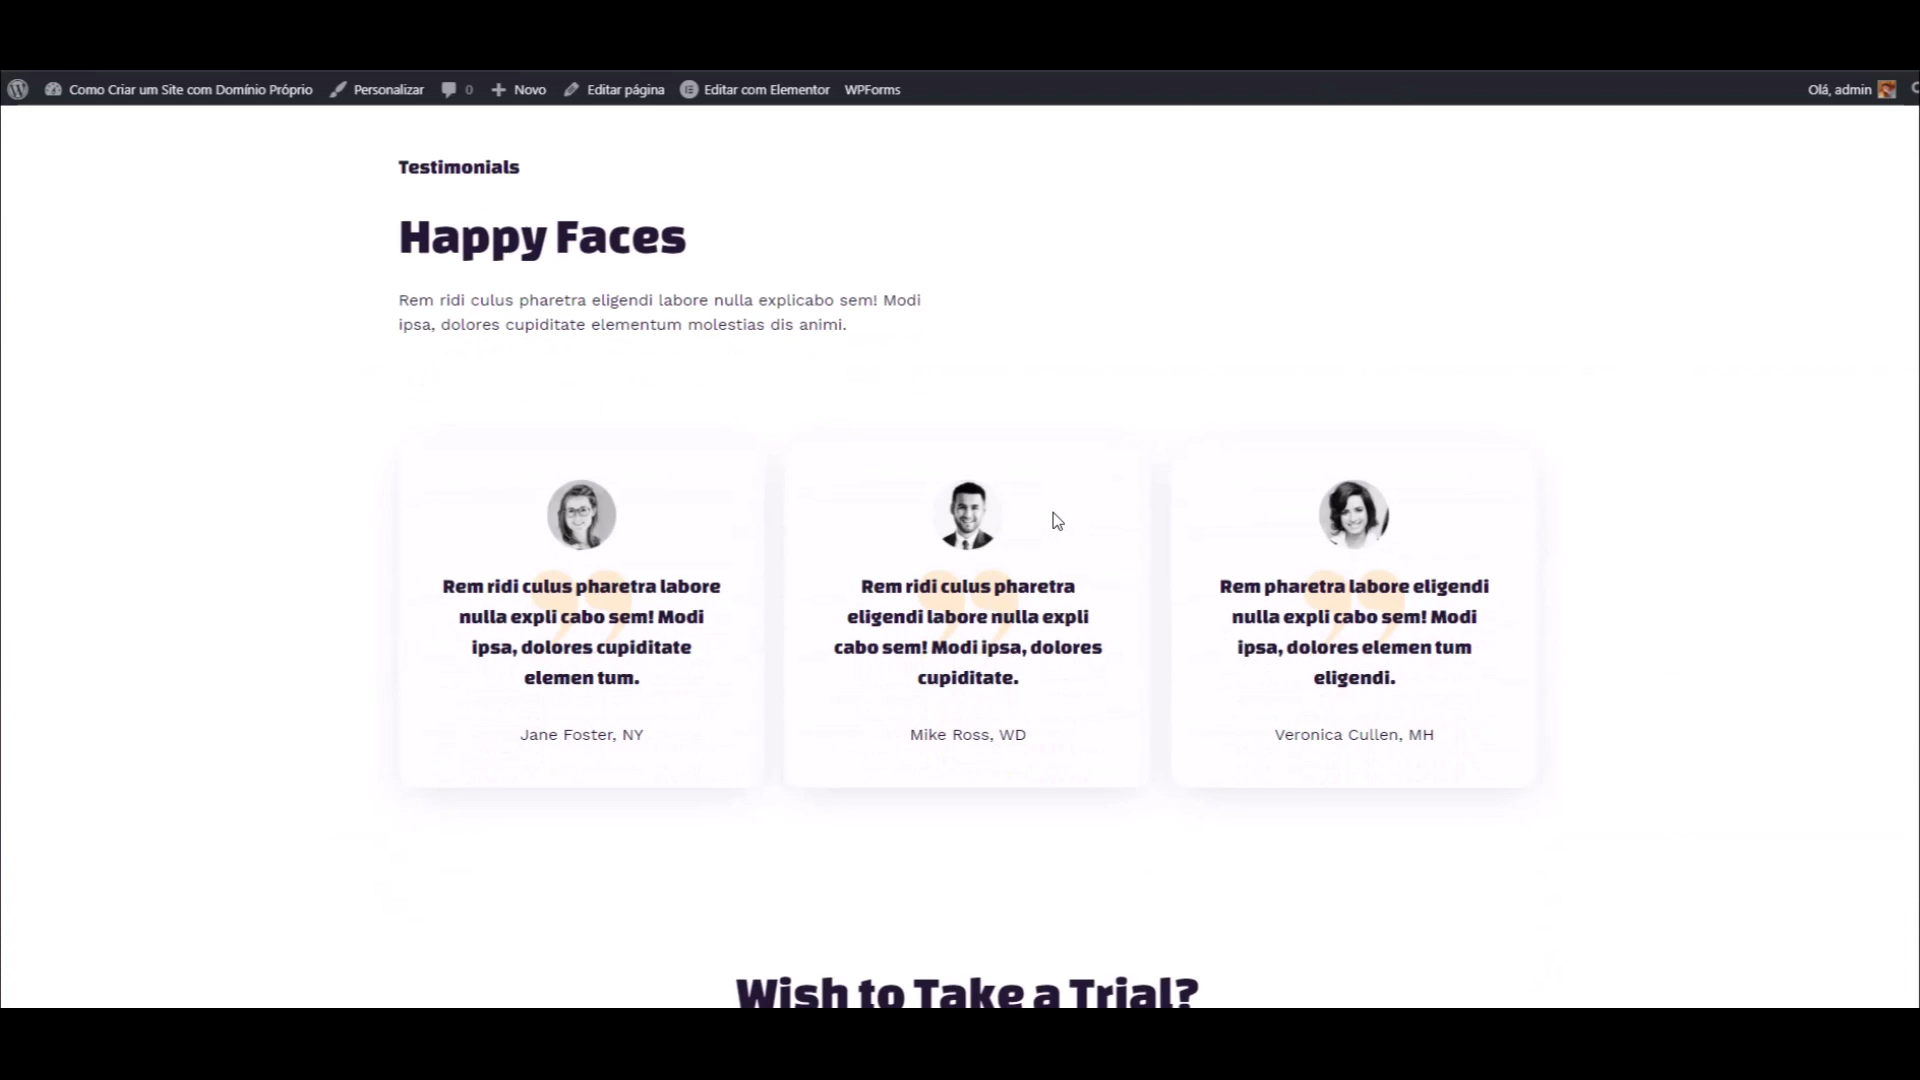 Como Criar um Site com Domínio Próprio Personalizar 0 Novo Editar página Editar com Elementor WPForms Olá, admin
Testimonials
Happy Faces
Rem ridi culus pharetra eligendi labore nulla explicabo sem! Modi
ipsa, dolores cupiditate elementum molestias dis animi.
Rem ridi culus pharetra labore
nulla expli cabo sem! Modi
ipsa, dolores cupiditate
elemen tum.
Jane Foster, NY
Rem ridi culus pharetra
eligendi labore nulla expli
cabo sem! Modi ipsa, dolores
cupiditate.
Mike Ross, WD
Rem pharetra labore eligendi
nulla expli cabo sem! Modi
ipsa, dolores elemen tum
eligendi.
Veronica Cullen, MH
Wish to Take a Trial?